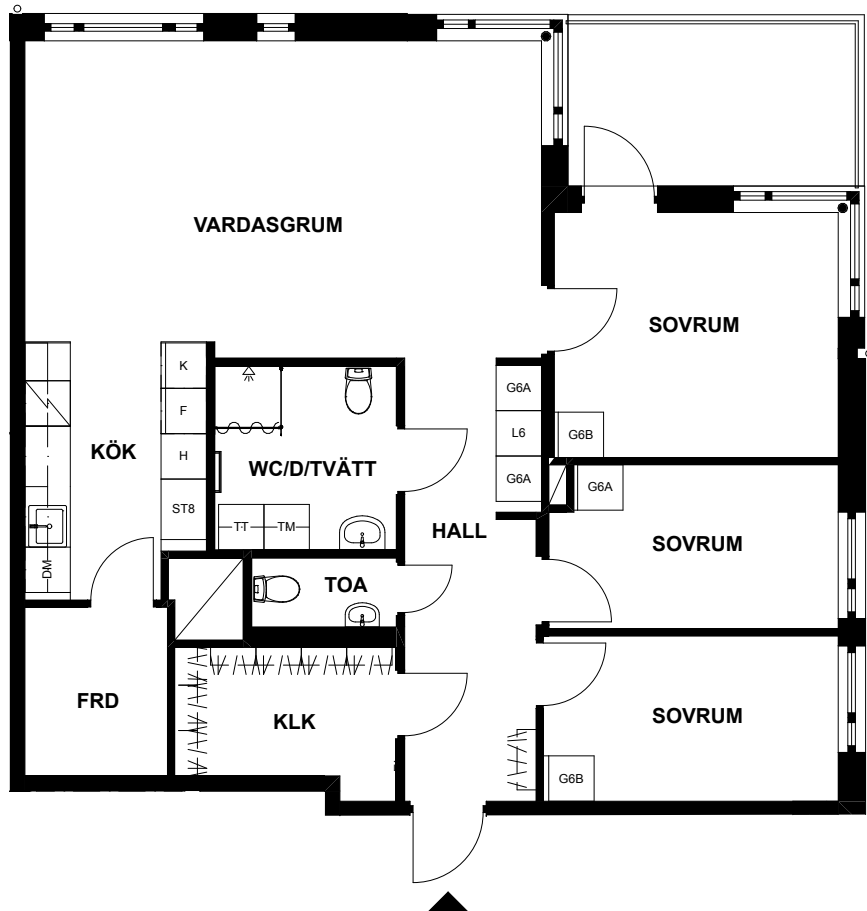 VARDASGRUM
SOVRUM
K
F
H
ST8
KÖK
WC/D/TVÄTT
TT
TM
DM
G6A
L6
G6A
G6B
G6A
HALL
SOVRUM
TOA
FRD
KLK
SOVRUM
G6B